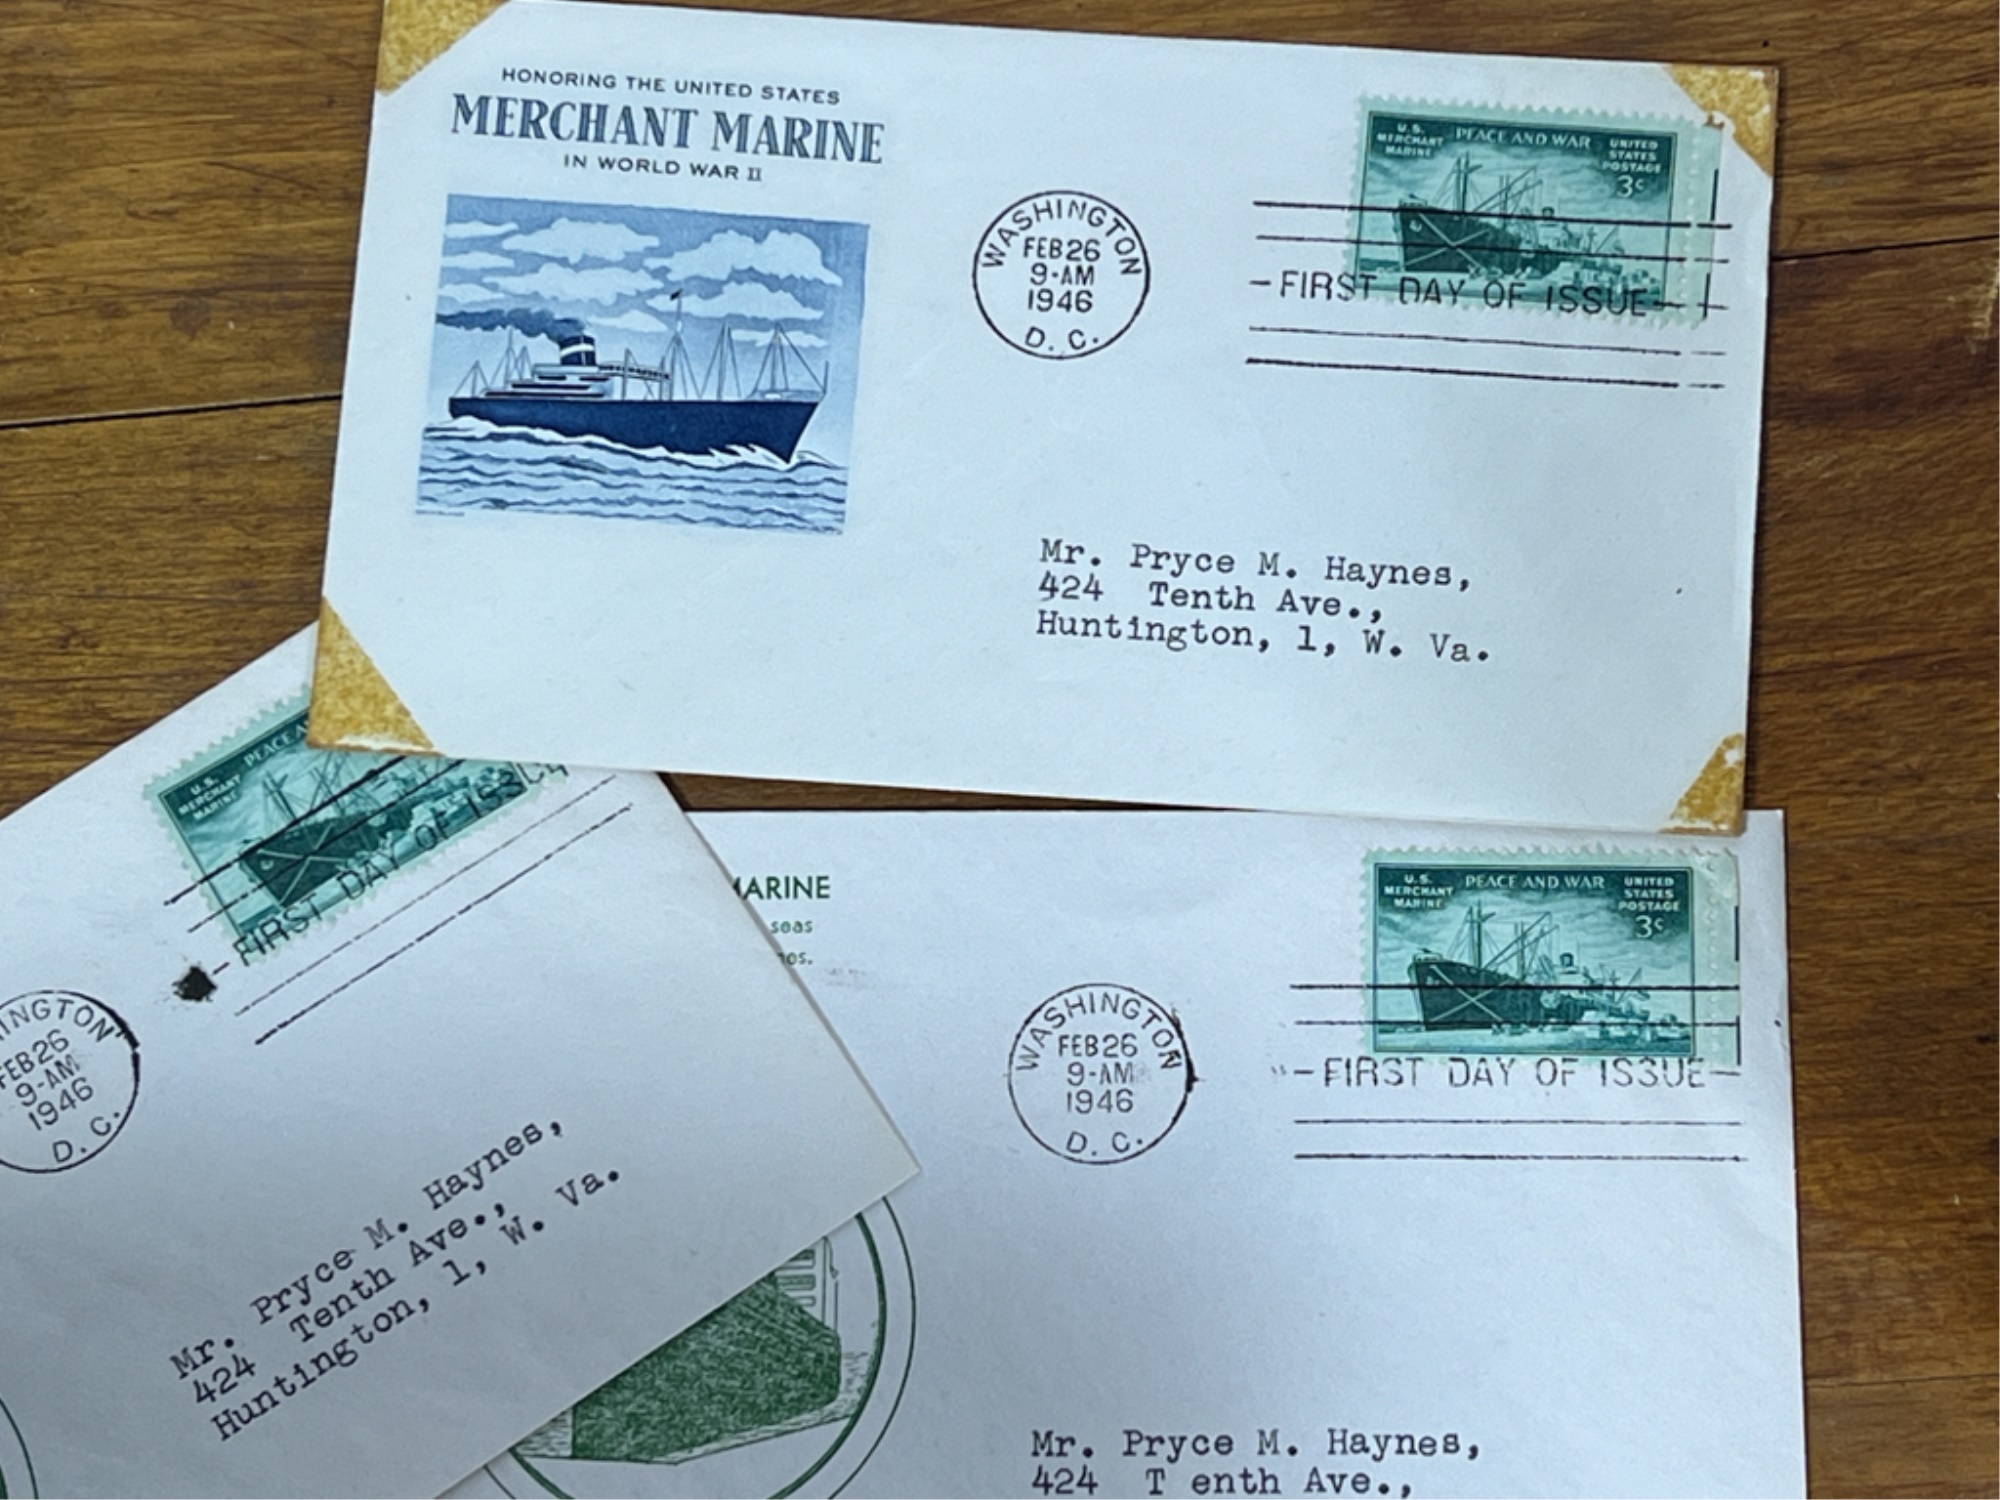 HONORING THE UNITED STATES
MERCHANT MARINE
IN WORLD WAR II
WASHINGTON
FEB 26
9-AM
1946
D. C.
U.S.
MERCHANT
MARINE
PEACE AND WAR
UNITED
STATES
POSTAGE
3¢
FIRST DAY OF ISSUE
Mr. Pryce M. Haynes,
424 Tenth Ave.,
Huntington, 1, W. Va.
U.S.
MERCHANT
MARINE
PEACE A
FIRST DAY OF ISSUE
INGTON
FEB 26
9-AM
1946
D. C.
Mr. Pryce M. Haynes,
424 Tenth Ave.,
Huntington, 1, W. Va.
MARINE
seas
WASHINGTON
FEB 26
9-AM
1946
D. C.
U.S.
MERCHANT
MARINE
PEACE AND WAR
UNITED
STATES
POSTAGE
3¢
FIRST DAY OF ISSUE
Mr. Pryce M. Haynes,
424 T enth Ave.,